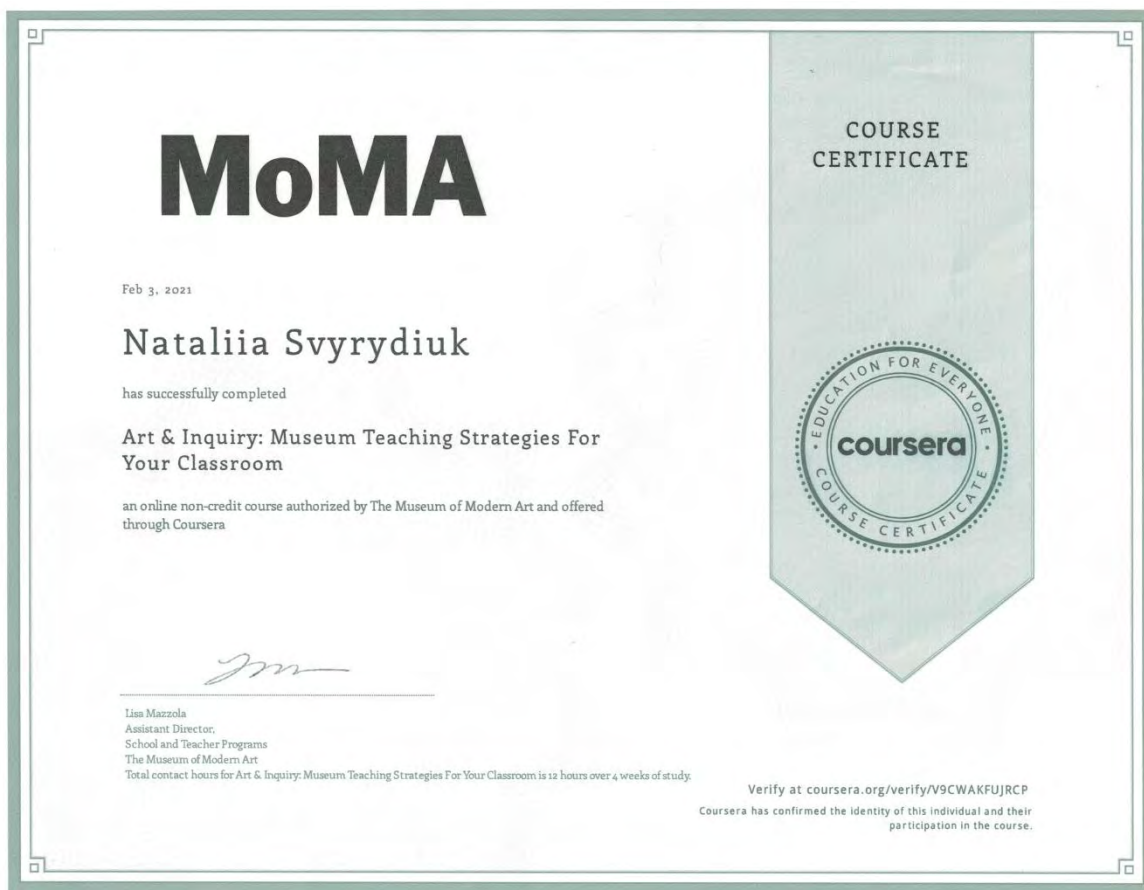 MoMA
Feb 3, 2021
Nataliia Svyrydiuk
has successfully completed
Art & Inquiry: Museum Teaching Strategies For
Your Classroom
an online non-credit course authorized by The Museum of Modern Art and offered
through Coursera
Lisa Mazzola
Assistant Director,
School and Teacher Programs
The Museum of Modern Art
Total contact hours for Art & Inquiry: Museum Teaching Strategies For Your Classroom is 12 hours over 4 weeks of study.
COURSE
CERTIFICATE
EDUCATION FOR EVERYONE
coursera
COURSE CERTIFICATE
Verify at coursera.org/verify/V9CWAKFUJRCP
Coursera has confirmed the identity of this individual and their
participation in the course.